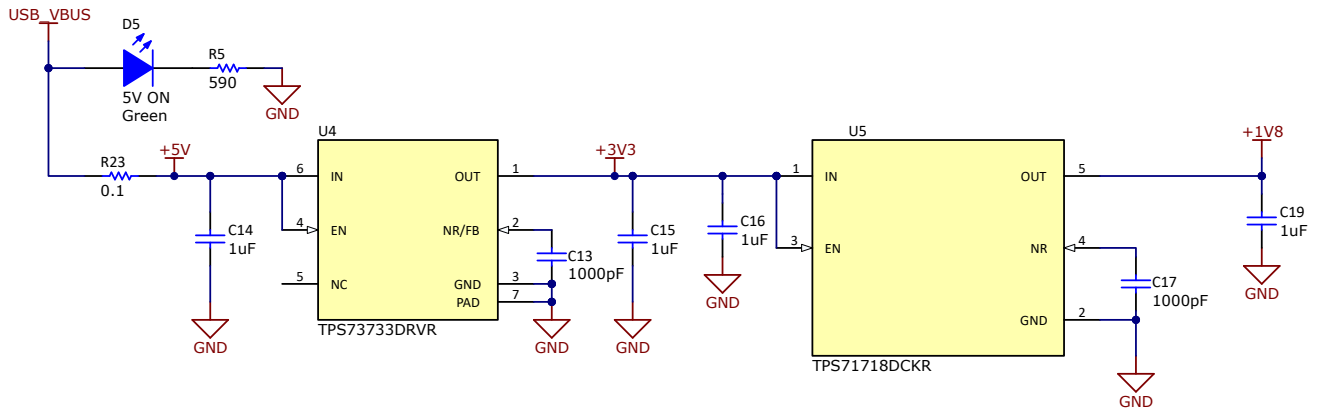 USB_VBUS
D5
R5
590
5V ON
Green
GND
R23
0.1
+5V
C14
1uF
GND
U4
6
IN
OUT
1
4
EN
NR/FB
2
5
NC
GND
3
PAD
7
TPS73733DRVR
C13
1000pF
GND
+3V3
C15
1uF
GND
C16
1uF
GND
U5
1
IN
OUT
5
3
EN
NR
4
GND
2
TPS71718DCKR
C17
1000pF
GND
+1V8
C19
1uF
GND